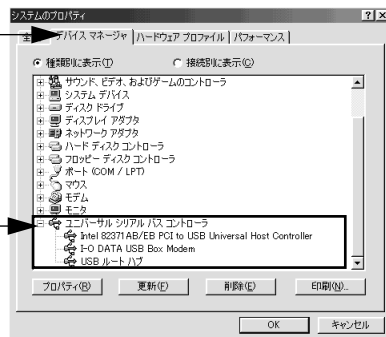 システムのプロパティ
全
デバイス マネージャ
ハードウェア プロファイル
パフォーマンス
種類別に表示(T)
接続別に表示(C)
サウンド、ビデオ、およびゲームのコントローラ
システム デバイス
ディスク ドライブ
ディスプレイ アダプタ
ネットワーク アダプタ
ハード ディスク コントローラ
フロッピー ディスク コントローラ
ポート (COM / LPT)
マウス
モデム
モニタ
ユニバーサル シリアル バス コントローラ
Intel 82371AB/EB PCI to USB Universal Host Controller
I-O DATA USB Box Modem
USB ルート ハブ
プロパティ(R)
更新(F)
削除(E)
印刷(N)...
OK
キャンセル